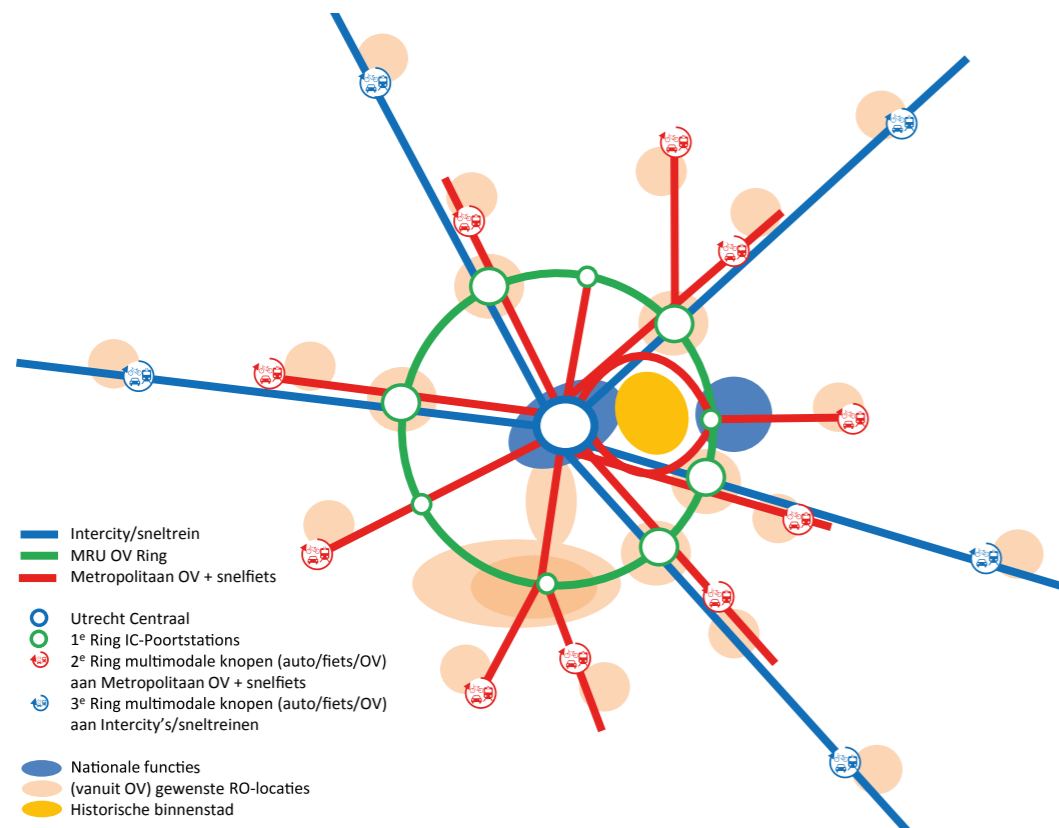 Intercity/sneltrein
MRU OV Ring
Metropolitaan OV + snelfiets
Utrecht Centraal
1e Ring IC-Poortstations
2e Ring multimodale knopen (auto/fiets/OV)
aan Metropolitaan OV + snelfiets
3e Ring multimodale knopen (auto/fiets/OV)
aan Intercity's/sneltreinen
Nationale functies
(vanuit OV) gewenste RO-locaties
Historische binnenstad